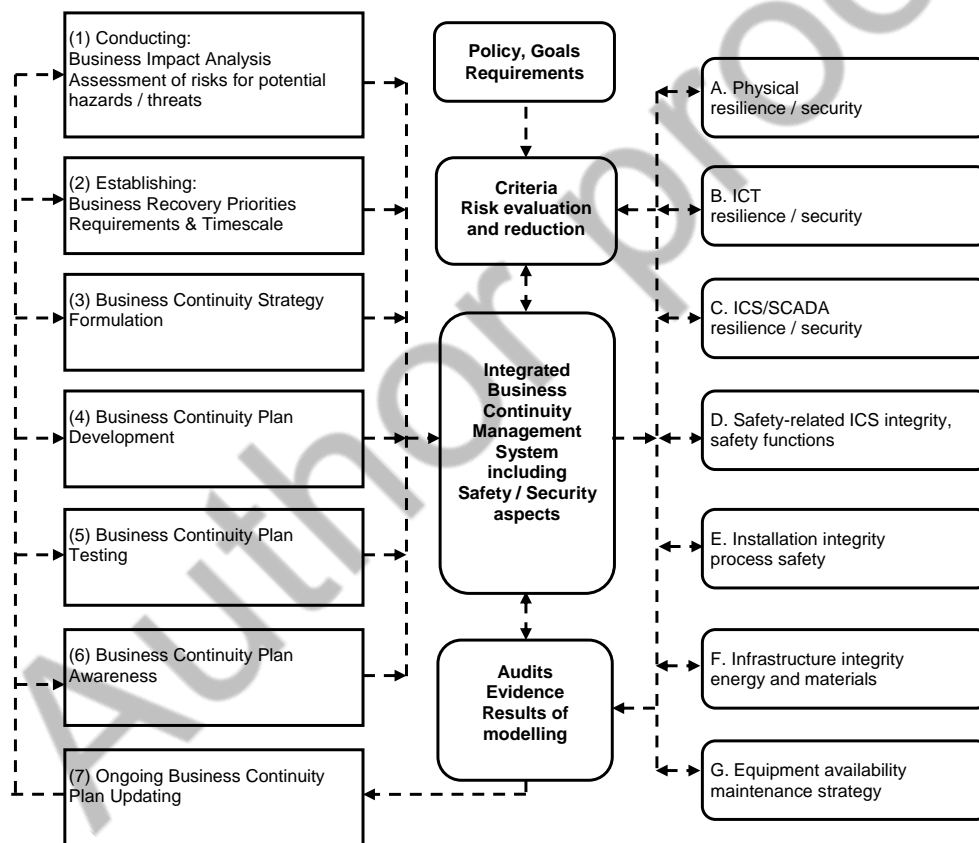 (1) Conducting:
Business Impact Analysis
Assessment of risks for potential
hazards / threats
(2) Establishing:
Business Recovery Priorities
Requirements & Timescale
(3) Business Continuity Strategy
Formulation
(4) Business Continuity Plan
Development
(5) Business Continuity Plan
Testing
(6) Business Continuity Plan
Awareness
(7) Ongoing Business Continuity
Plan Updating
Policy, Goals
Requirements
Criteria
Risk evaluation
and reduction
Integrated
Business
Continuity
Management
System
including
Safety / Security
aspects
Audits
Evidence
Results of
modelling
A. Physical
resilience / security
B. ICT
resilience / security
C. ICS/SCADA
resilience / security
D. Safety-related ICS integrity,
safety functions
E. Installation integrity
process safety
F. Infrastructure integrity
energy and materials
G. Equipment availability
maintenance strategy
Author proo